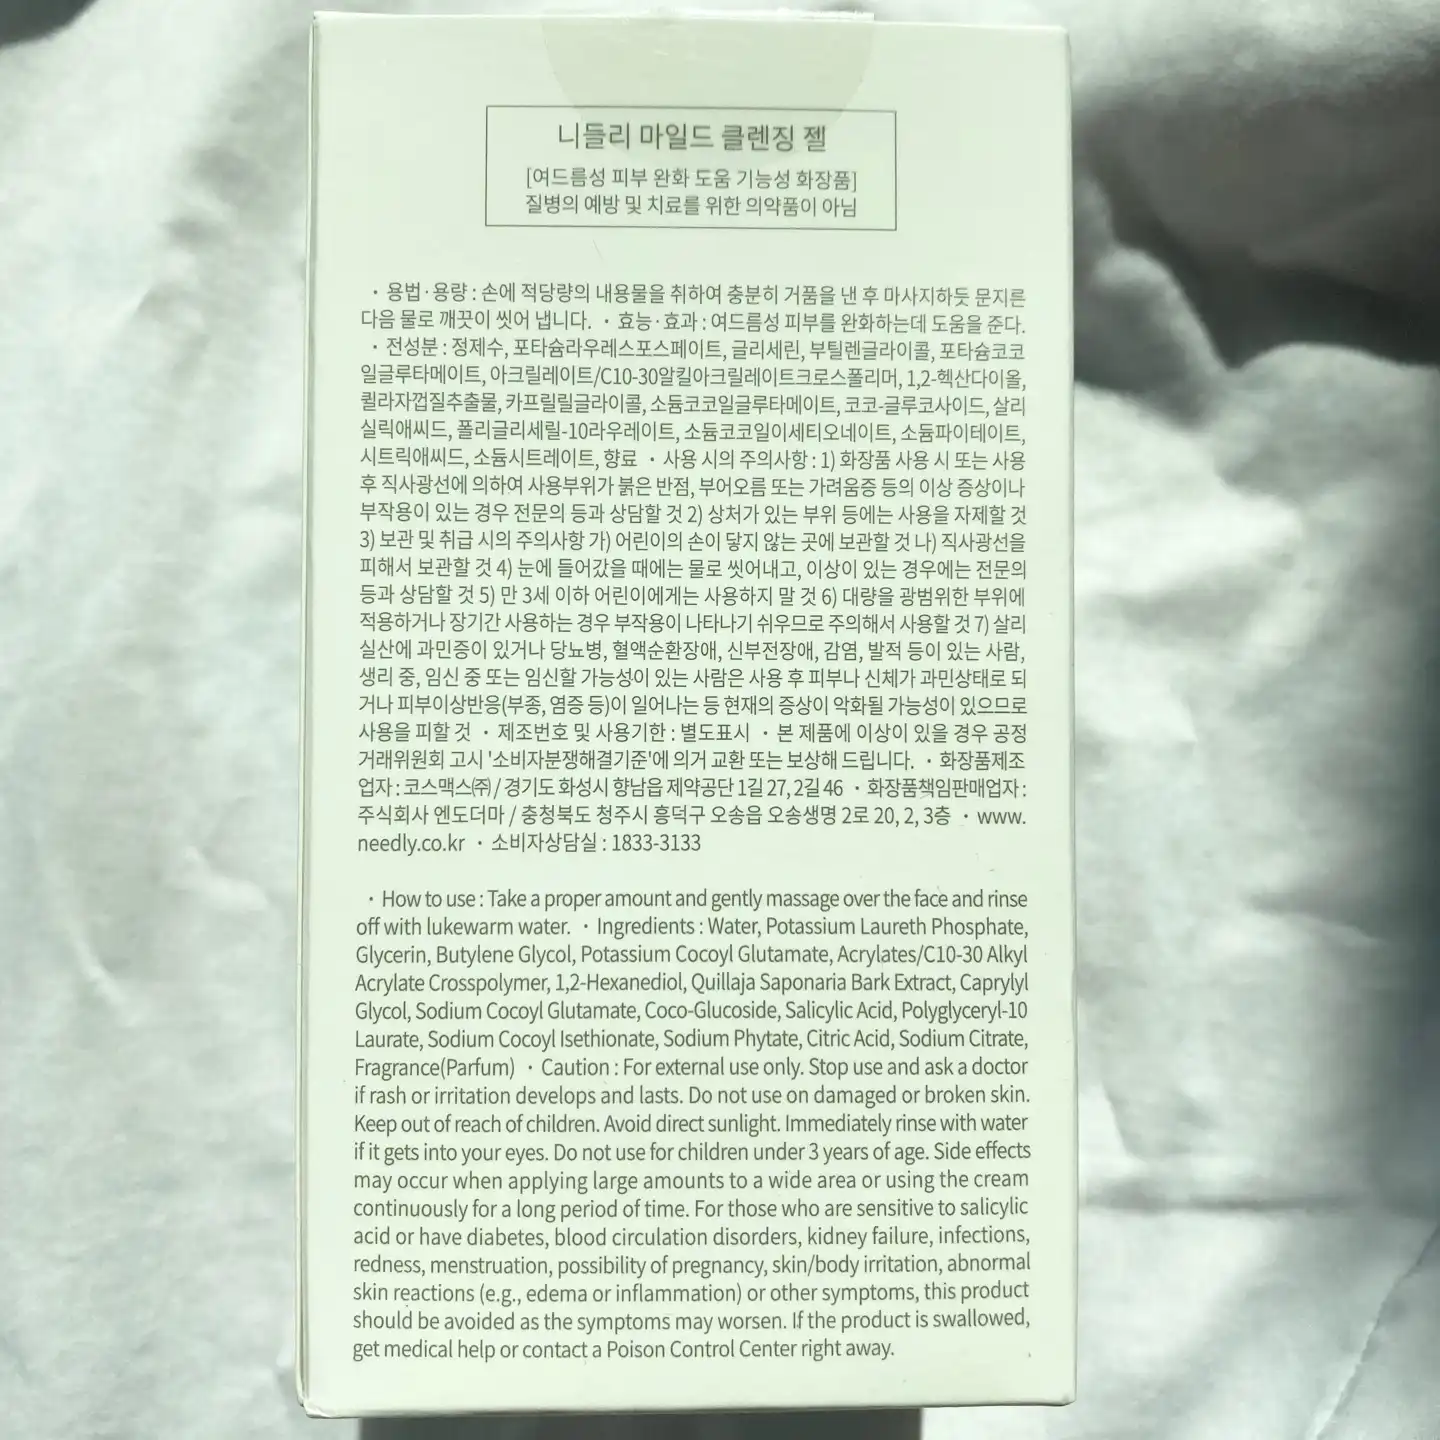 니들리 마일드 클렌징 젤
[여드름성 피부 완화 도움 기능성 화장품]
질병의 예방 및 치료를 위한 의약품이 아님
・용법·용량 : 손에 적당량의 내용물을 취하여 충분히 거품을 낸 후 마사지하듯 문지른
다음 물로 깨끗이 씻어 냅니다. ・효능·효과 : 여드름성 피부를 완화하는데 도움을 준다.
・전성분 : 정제수, 포타슘라우레스포스페이트, 글리세린, 부틸렌글라이콜, 포타슘코코
일글루타메이트, 아크릴레이트/C10-30알킬아크릴레이트크로스폴리머, 1,2-헥산다이올,
퀼라자껍질추출물, 카프릴릴글라이콜, 소듐코코일글루타메이트, 코코-글루코사이드, 살리
실릭애씨드, 폴리글리세릴-10라우레이트, 소듐코코일이세티오네이트, 소듐파이테이트,
시트릭애씨드, 소듐시트레이트, 향료 ・사용 시의 주의사항 : 1) 화장품 사용 시 또는 사용
후 직사광선에 의하여 사용부위가 붉은 반점, 부어오름 또는 가려움증 등의 이상 증상이나
부작용이 있는 경우 전문의 등과 상담할 것 2) 상처가 있는 부위 등에는 사용을 자제할 것
3) 보관 및 취급 시의 주의사항 가) 어린이의 손이 닿지 않는 곳에 보관할 것 나) 직사광선을
피해서 보관할 것 4) 눈에 들어갔을 때에는 물로 씻어내고, 이상이 있는 경우에는 전문의
등과 상담할 것 5) 만 3세 이하 어린이에게는 사용하지 말 것 6) 대량을 광범위한 부위에
적용하거나 장기간 사용하는 경우 부작용이 나타나기 쉬우므로 주의해서 사용할 것 7) 살리
실산에 과민증이 있거나 당뇨병, 혈액순환장애, 신부전장애, 감염, 발적 등이 있는 사람,
생리 중, 임신 중 또는 임신할 가능성이 있는 사람은 사용 후 피부나 신체가 과민상태로 되
거나 피부이상반응(부종, 염증 등)이 일어나는 등 현재의 증상이 악화될 가능성이 있으므로
사용을 피할 것 ・제조번호 및 사용기한 : 별도표시 ・본 제품에 이상이 있을 경우 공정
거래위원회 고시 '소비자분쟁해결기준'에 의거 교환 또는 보상해 드립니다. ・화장품제조
업자 : 코스맥스㈜ / 경기도 화성시 향남읍 제약공단 1길 27, 2길 46 ・화장품책임판매업자 :
주식회사 엔도더마 / 충청북도 청주시 흥덕구 오송읍 오송생명 2로 20, 2, 3층 ・www.
needly.co.kr ・소비자상담실 : 1833-3133
・How to use : Take a proper amount and gently massage over the face and rinse
off with lukewarm water. ・Ingredients : Water, Potassium Laureth Phosphate,
Glycerin, Butylene Glycol, Potassium Cocoyl Glutamate, Acrylates/C10-30 Alkyl
Acrylate Crosspolymer, 1,2-Hexanediol, Quillaja Saponaria Bark Extract, Caprylyl
Glycol, Sodium Cocoyl Glutamate, Coco-Glucoside, Salicylic Acid, Polyglyceryl-10
Laurate, Sodium Cocoyl Isethionate, Sodium Phytate, Citric Acid, Sodium Citrate,
Fragrance(Parfum) ・Caution : For external use only. Stop use and ask a doctor
if rash or irritation develops and lasts. Do not use on damaged or broken skin.
Keep out of reach of children. Avoid direct sunlight. Immediately rinse with water
if it gets into your eyes. Do not use for children under 3 years of age. Side effects
may occur when applying large amounts to a wide area or using the cream
continuously for a long period of time. For those who are sensitive to salicylic
acid or have diabetes, blood circulation disorders, kidney failure, infections,
redness, menstruation, possibility of pregnancy, skin/body irritation, abnormal
skin reactions (e.g., edema or inflammation) or other symptoms, this product
should be avoided as the symptoms may worsen. If the product is swallowed,
get medical help or contact a Poison Control Center right away.